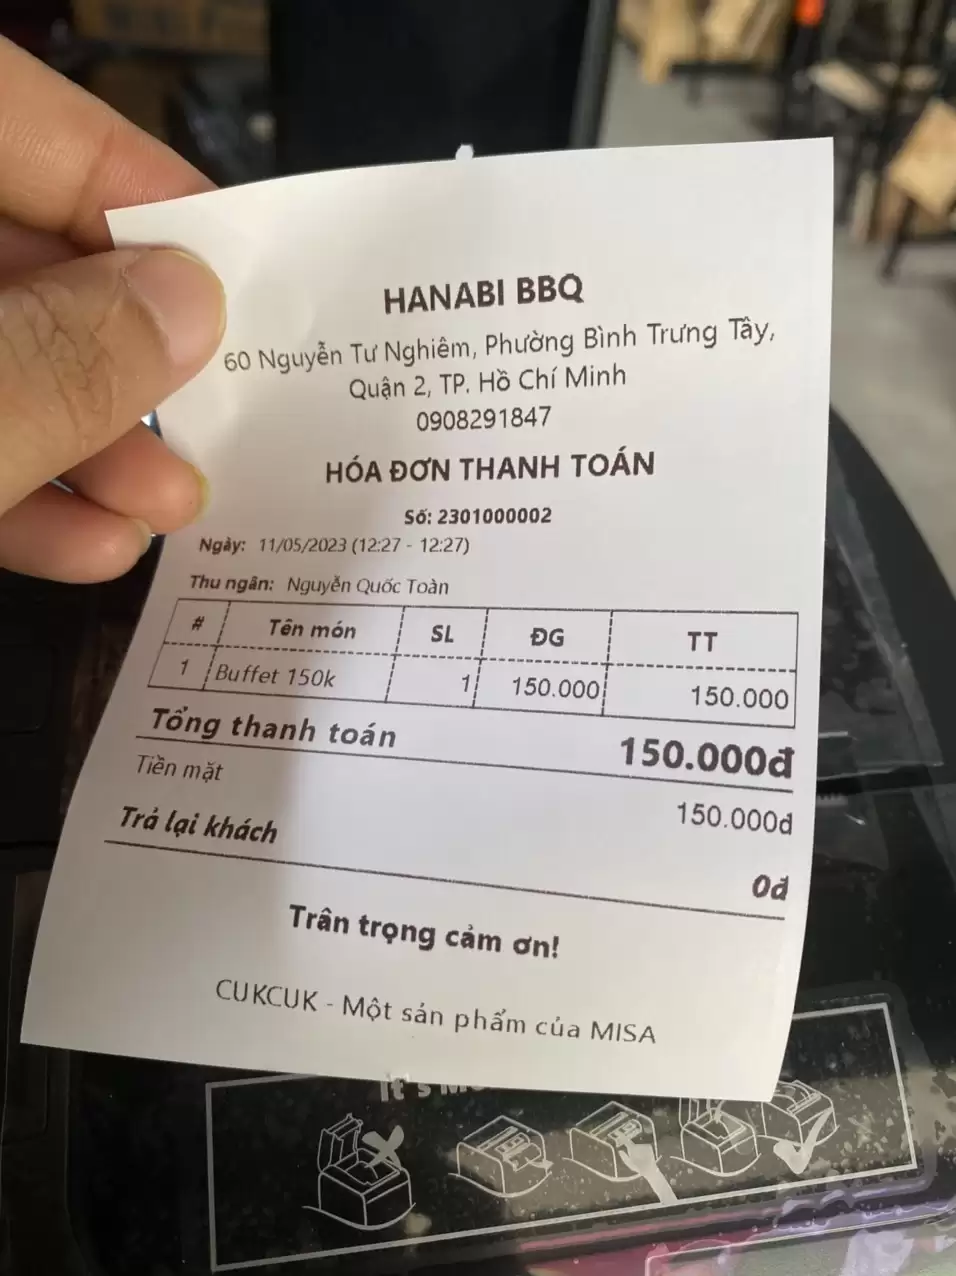 HANABI BBQ
60 Nguyễn Tư Nghiêm, Phường Bình Trưng Tây,
Quận 2, TP. Hồ Chí Minh
0908291847
HÓA ĐƠN THANH TOÁN
Số: 2301000002
Ngày: 11/05/2023 (12:27 - 12:27)
Thu ngân: Nguyễn Quốc Toàn
# Tên món SL ĐG TT
1 Buffet 150k 1 150.000 150.000
Tổng thanh toán 150.000đ
Tiền mặt 150.000đ
Trả lại khách 0đ
Trân trọng cảm ơn!
CUKCUK - Một sản phẩm của MISA
It's